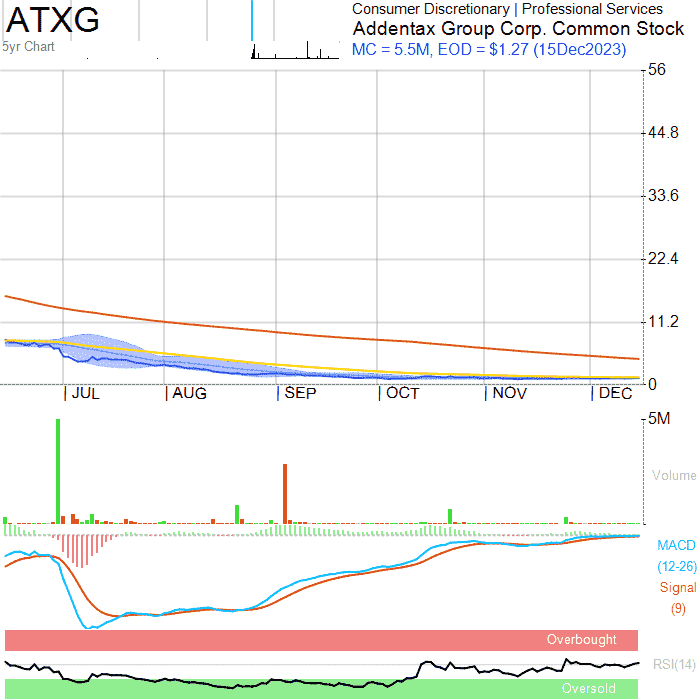 ATXG
5yr Chart
Consumer Discretionary | Professional Services
Addentax Group Corp. Common Stock
MC = 5.5M, EOD = $1.27 (15Dec2023)
56
44.8
33.6
22.4
11.2
0
JUL
AUG
SEP
OCT
NOV
DEC
5M
Volume
MACD
(12-26)
Signal
(9)
Overbought
RSI(14)
Oversold